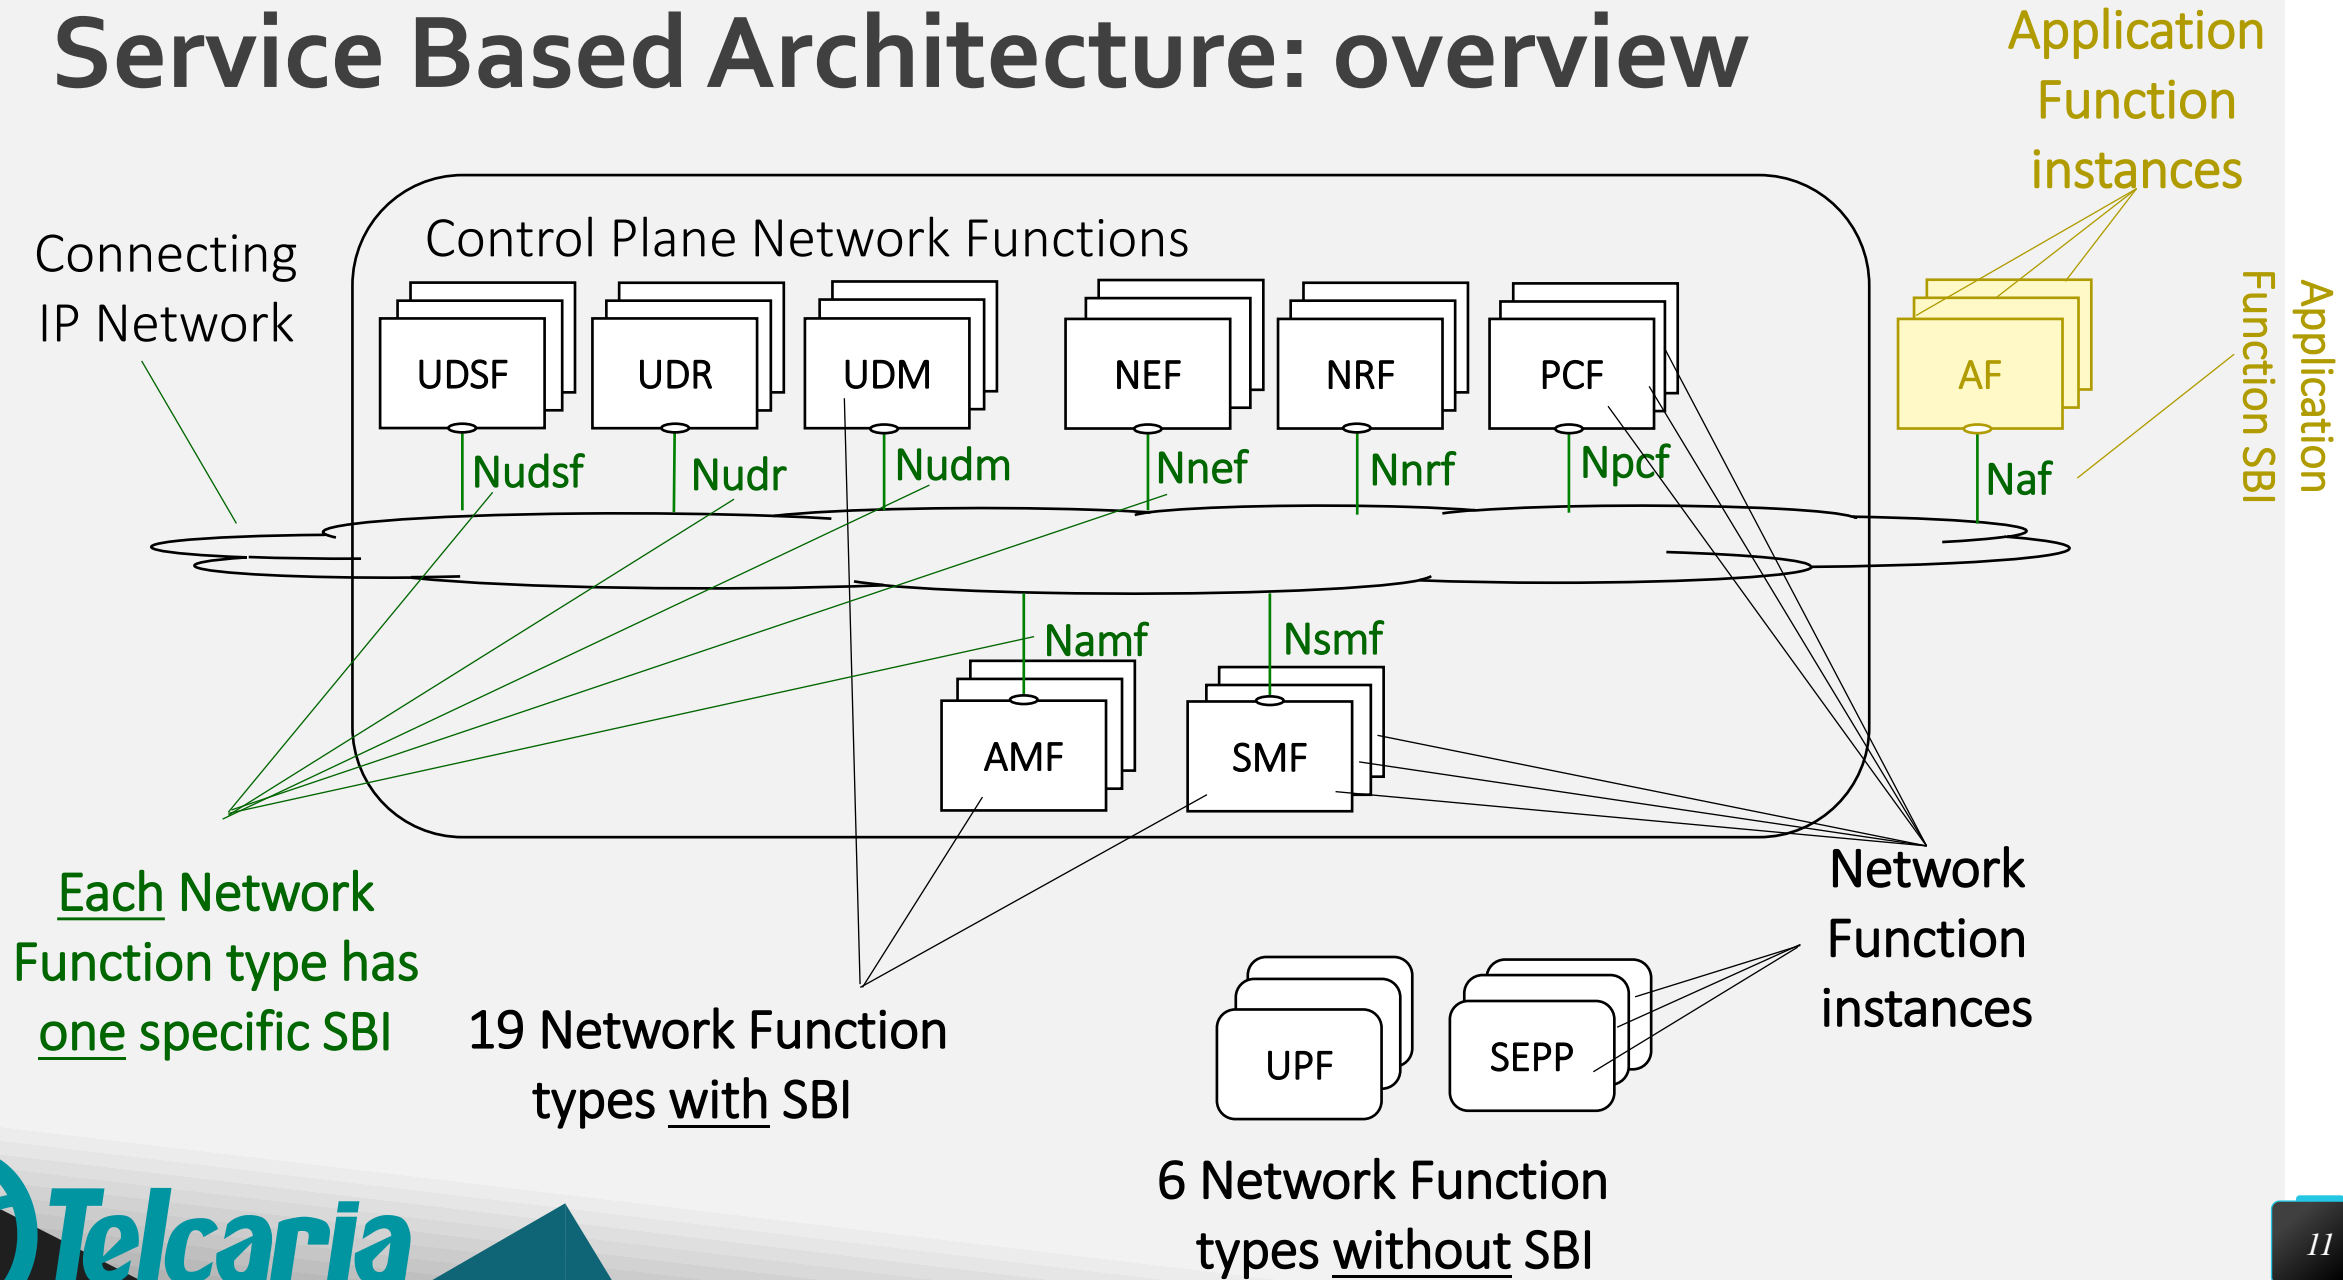 Service Based Architecture: overview
Application
Function
instances
Connecting
IP Network
Control Plane Network Functions
UDSF
UDR
UDM
NEF
NRF
PCF
AF
Application
Function SBI
Nudsf
Nudr
Nudm
Nnef
Nnrf
Npcf
Naf
Namf
Nsmf
AMF
SMF
Each Network
Function type has
one specific SBI
19 Network Function
types with SBI
Network
Function
instances
UPF
SEPP
6 Network Function
types without SBI
Telcaria
11